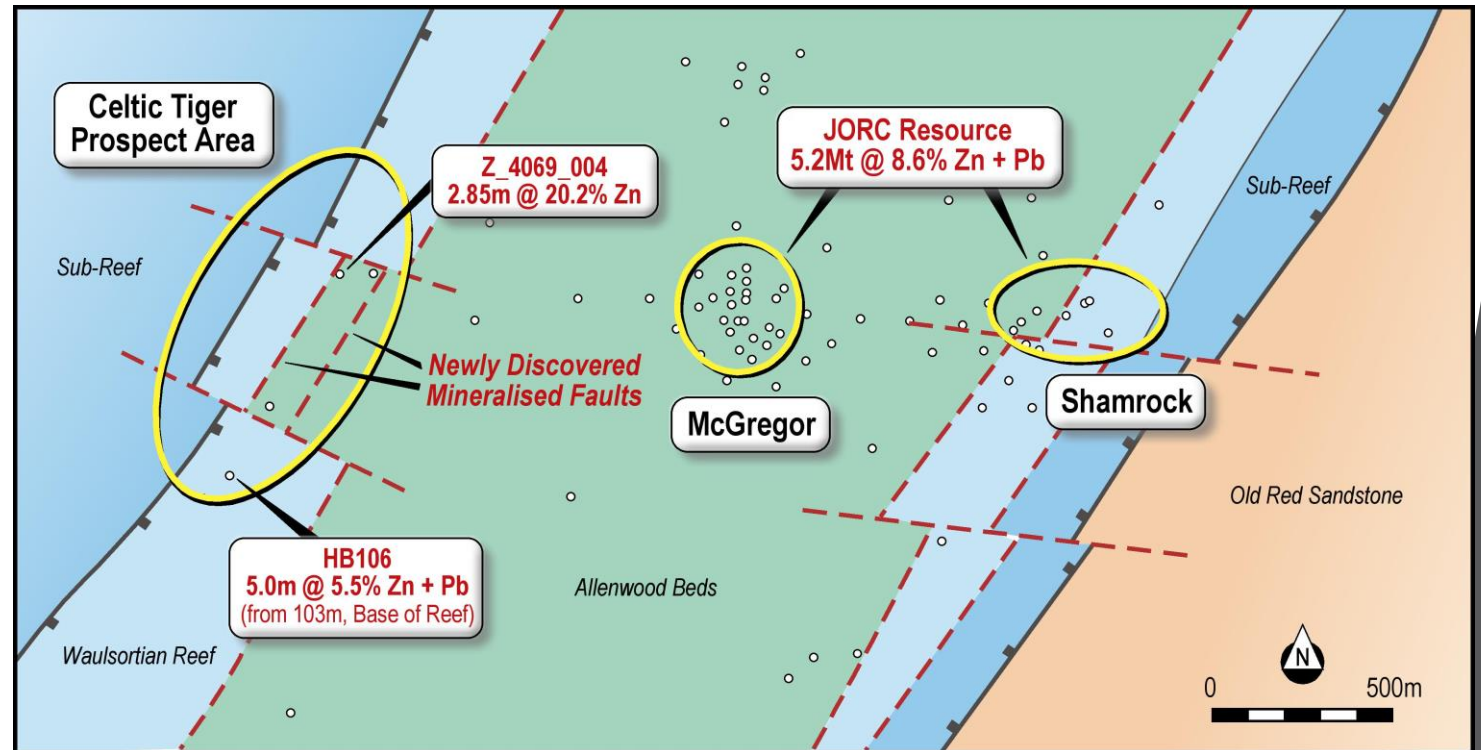 Celtic Tiger
Prospect Area
Z_4069_004
2.85m @ 20.2% Zn
JORC Resource
5.2Mt @ 8.6% Zn + Pb
Sub-Reef
Sub-Reef
Newly Discovered
Mineralised Faults
McGregor
Shamrock
Old Red Sandstone
HB106
5.0m @ 5.5% Zn + Pb
(from 103m, Base of Reef)
Allenwood Beds
Waulsortian Reef
N
0 500m